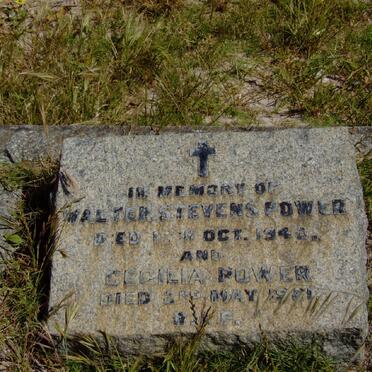 IN MEMORY OF
WALTER STEVENS POWER
DIED OCT.
AND
CECILIA POWER
DIED MAY
R.I.P.